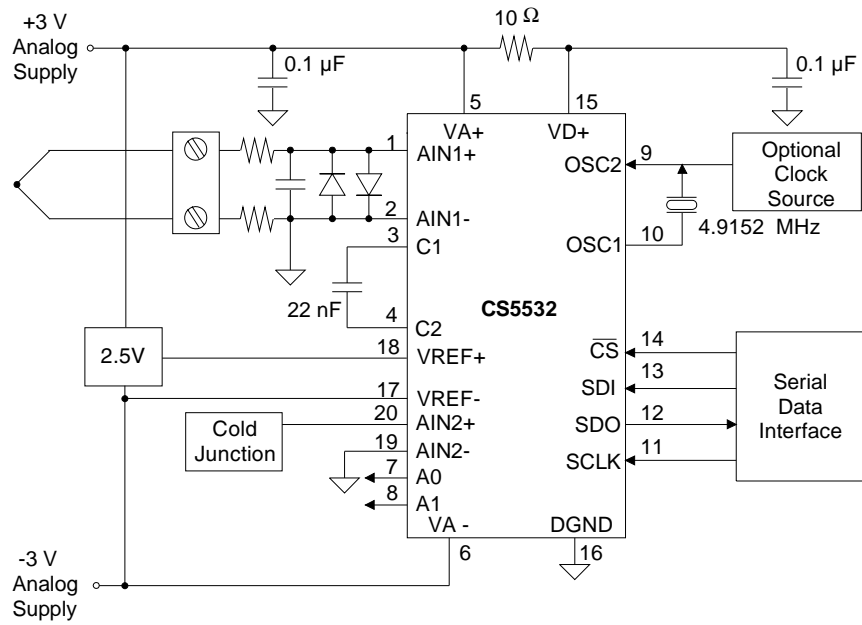 +3 V
Analog
Supply
10 Ω
0.1 µF
0.1 µF
5
15
VA+
VD+
1
AIN1+
OSC2
9
Optional
Clock
Source
2
AIN1-
3
C1
OSC1
10
4.9152 MHz
22 nF
CS5532
4
C2
2.5V
18
VREF+
CS
14
17
VREF-
SDI
13
Serial
Data
Interface
Cold
Junction
20
AIN2+
SDO
12
19
AIN2-
SCLK
11
7
A0
8
A1
VA -
DGND
6
16
-3 V
Analog
Supply